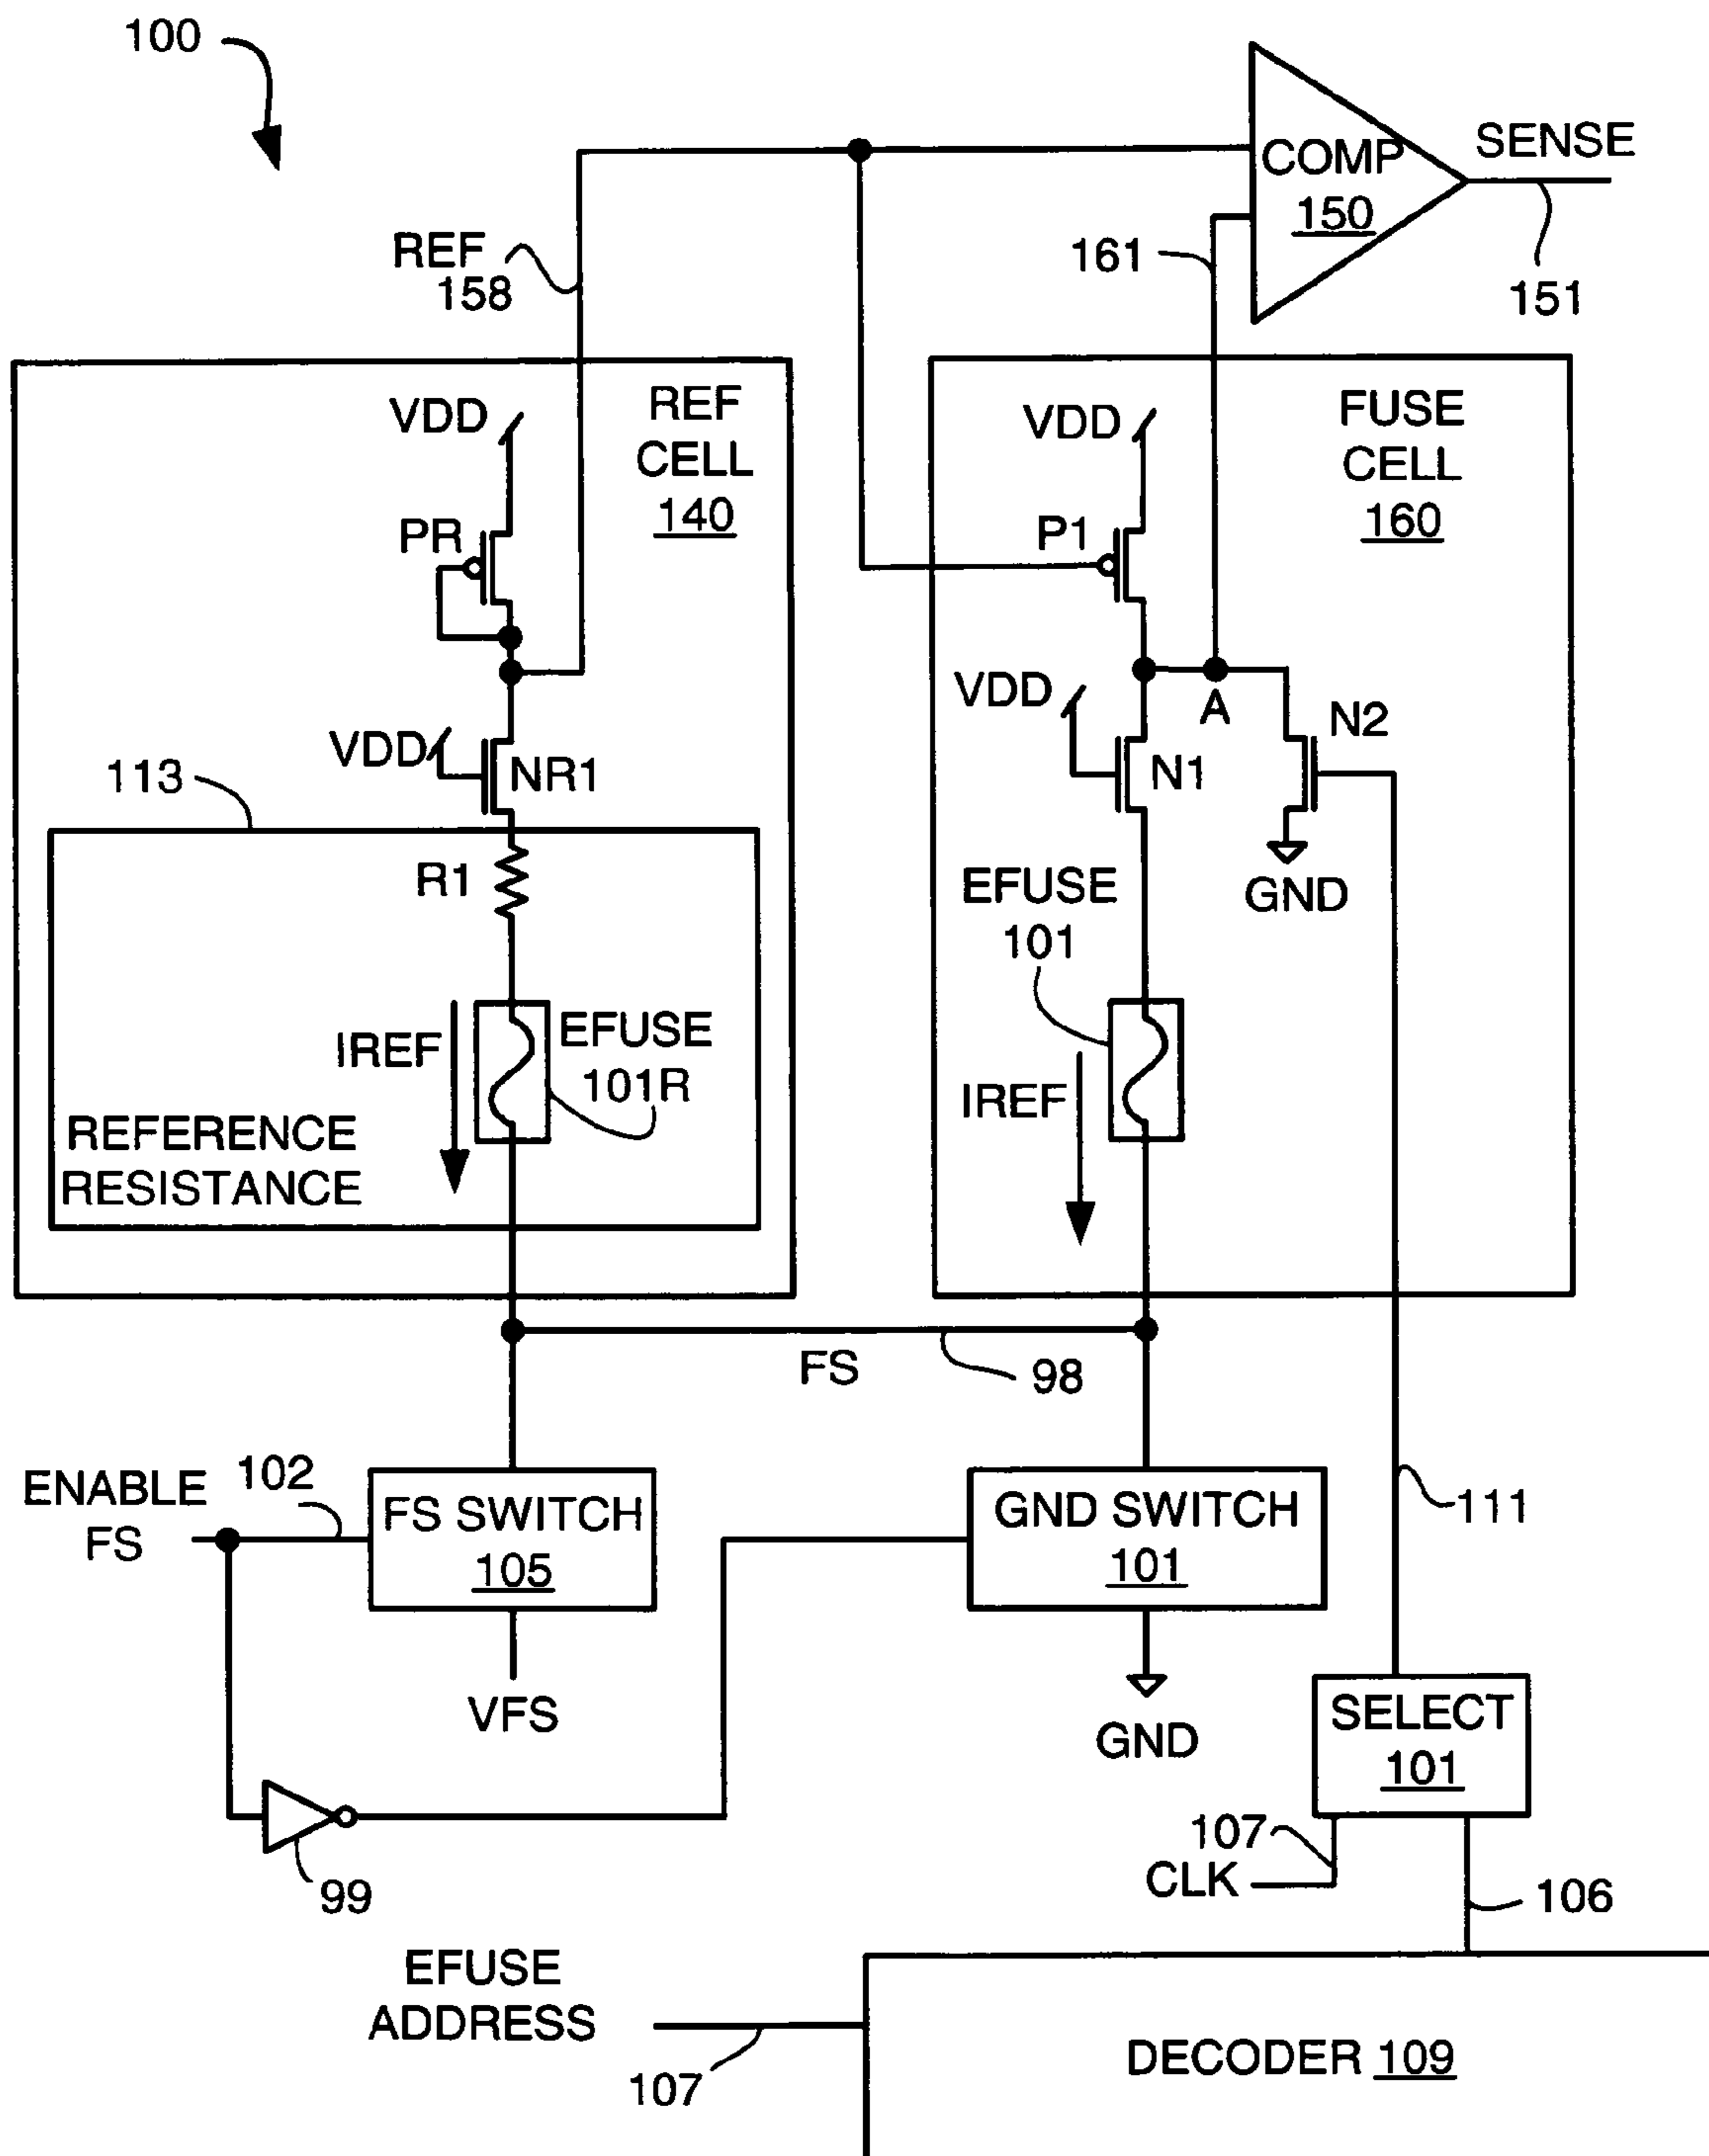 100
COMP
150
SENSE
151
REF
158
161
REF
CELL
140
VDD
PR
VDD
NR1
113
R1
IREF
EFUSE
101R
REFERENCE
RESISTANCE
FUSE
CELL
160
VDD
P1
VDD
A
N2
N1
GND
EFUSE
101
IREF
FS
98
ENABLE
FS
102
FS SWITCH
105
VFS
GND SWITCH
101
GND
111
SELECT
101
107
CLK
106
99
EFUSE
ADDRESS
107
DECODER 109